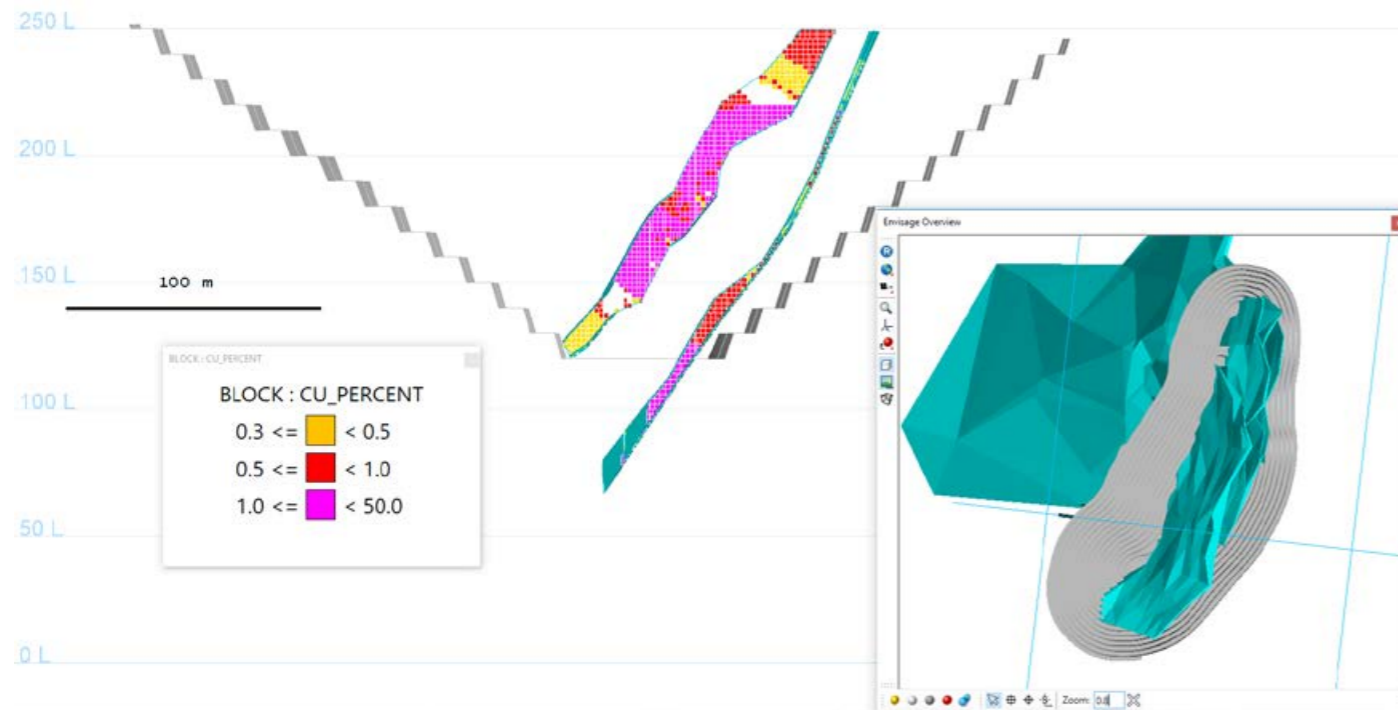 250 L
200 L
150 L
100 m
100 L
50 L
0 L
BLOCK : CU_PERCENT
BLOCK : CU_PERCENT
0.3 <= < 0.5
0.5 <= < 1.0
1.0 <= < 50.0
Envisage Overview
Zoom: